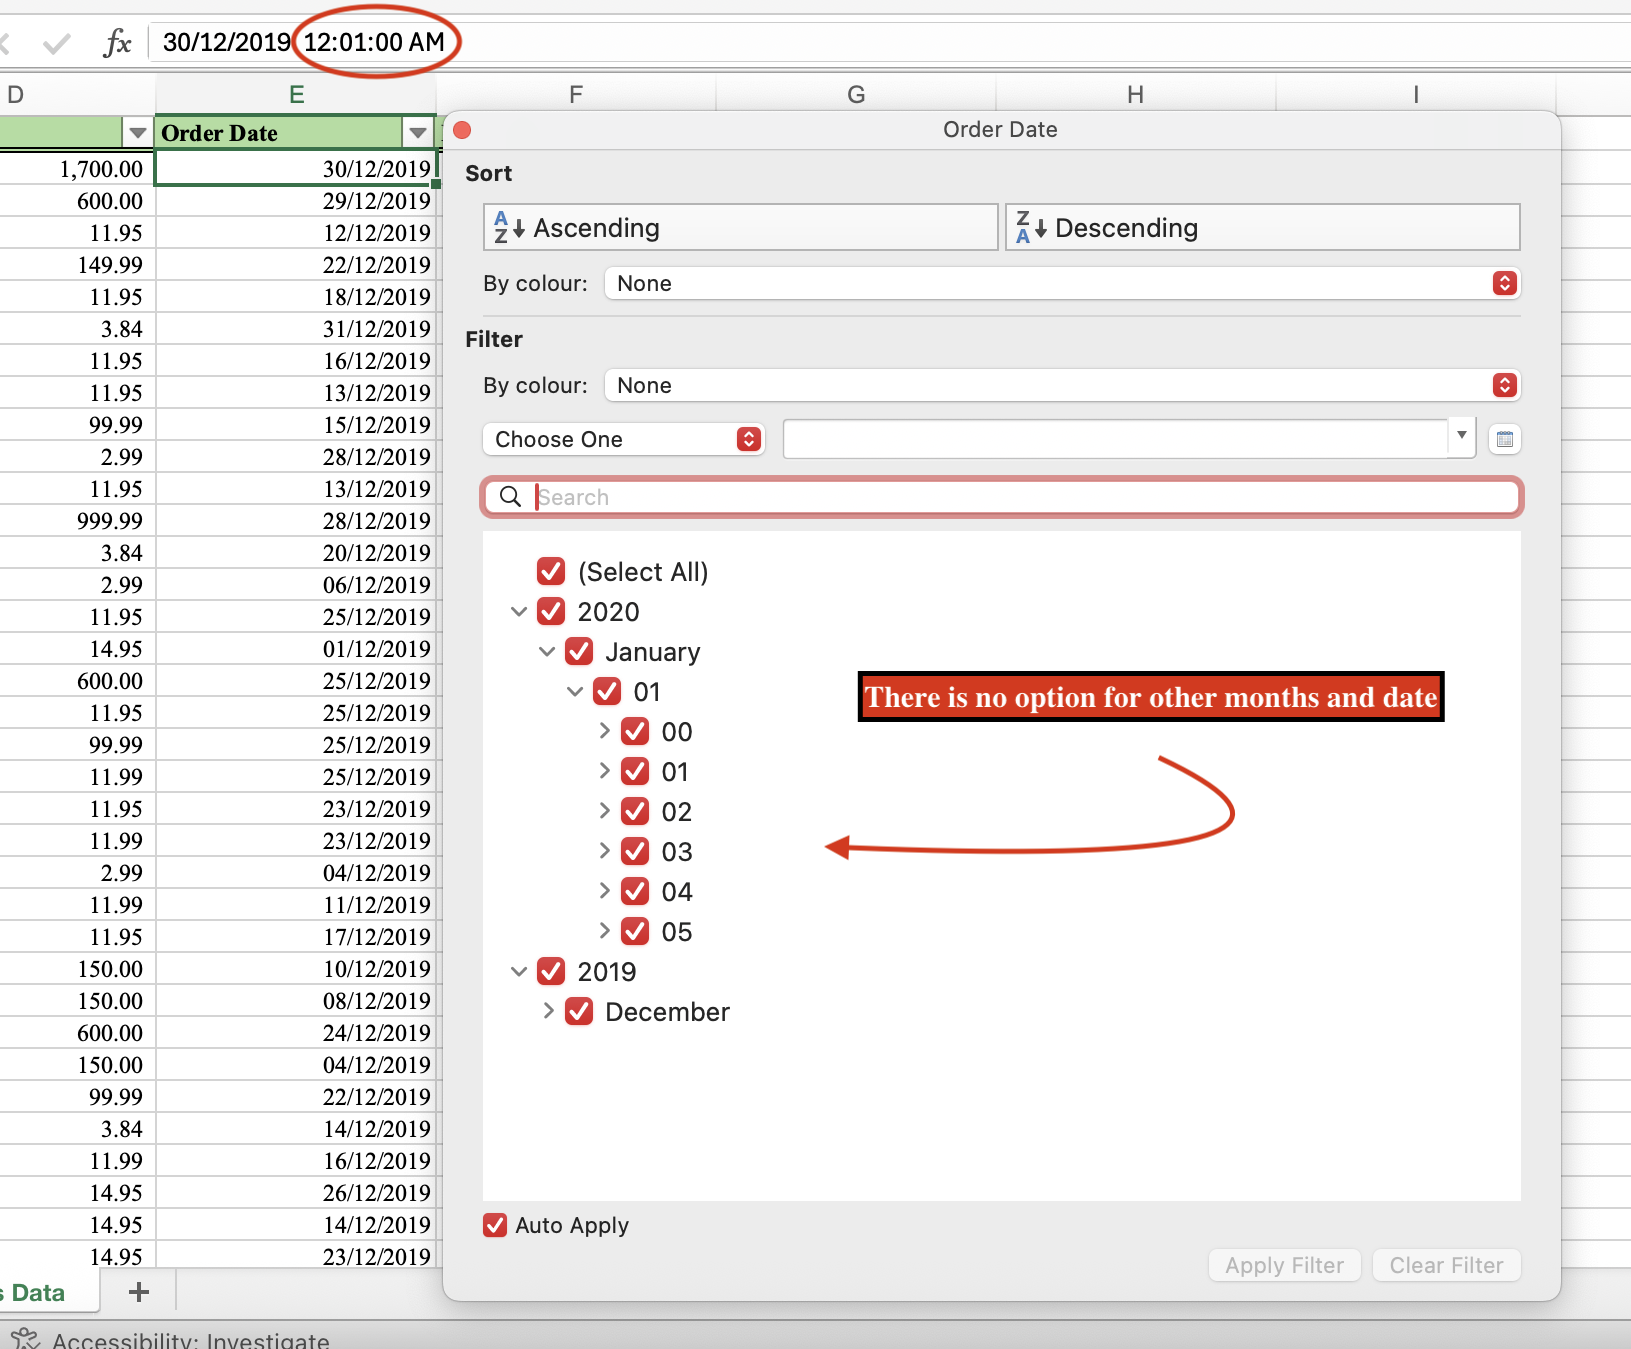 fx 30/12/2019 12:01:00 AM
D E F G H I
Order Date
1,700.00 30/12/2019
600.00 29/12/2019
11.95 12/12/2019
149.99 22/12/2019
11.95 18/12/2019
3.84 31/12/2019
11.95 16/12/2019
11.95 13/12/2019
99.99 15/12/2019
2.99 28/12/2019
11.95 13/12/2019
999.99 28/12/2019
3.84 20/12/2019
2.99 06/12/2019
11.95 25/12/2019
14.95 01/12/2019
600.00 25/12/2019
11.95 25/12/2019
99.99 25/12/2019
11.99 25/12/2019
11.95 23/12/2019
11.99 23/12/2019
2.99 04/12/2019
11.99 11/12/2019
11.95 17/12/2019
150.00 10/12/2019
150.00 08/12/2019
600.00 24/12/2019
150.00 04/12/2019
99.99 22/12/2019
3.84 14/12/2019
11.99 16/12/2019
14.95 26/12/2019
14.95 14/12/2019
14.95 23/12/2019
Order Date
Sort
Ascending
Descending
By colour: None
Filter
By colour: None
Choose One
Search
(Select All)
2020
January
01
00
01
02
03
04
05
2019
December
There is no option for other months and date
Auto Apply
Apply Filter
Clear Filter
s Data
Accessibility: Investigate